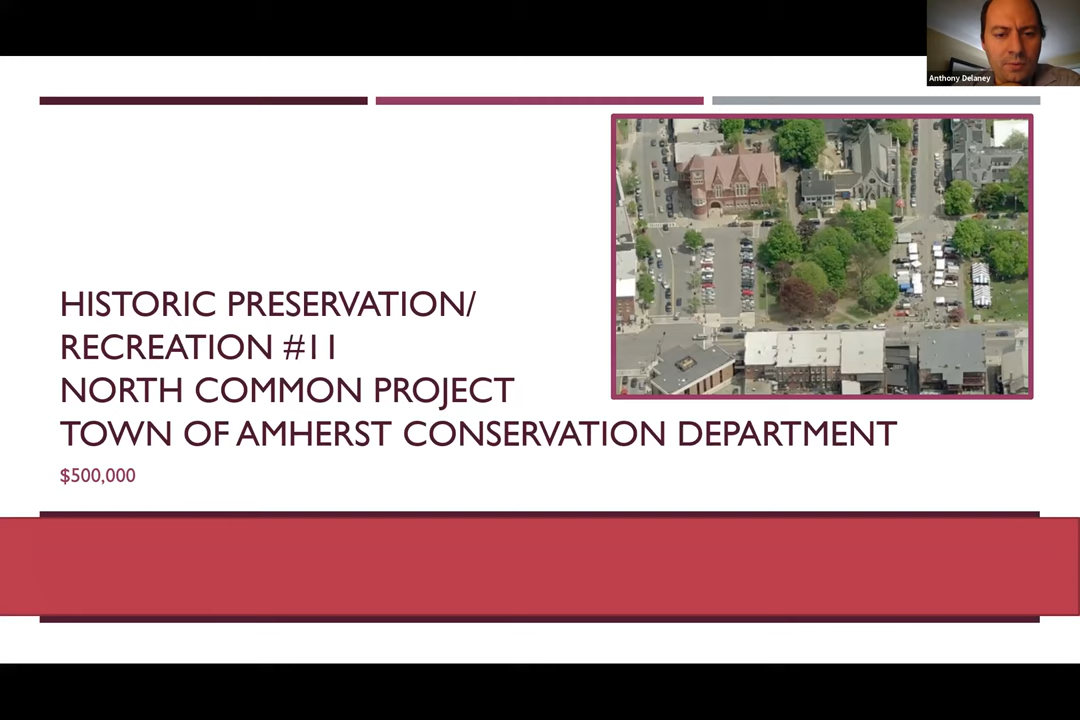 Anthony Delaney
HISTORIC PRESERVATION/
RECREATION #11
NORTH COMMON PROJECT
TOWN OF AMHERST CONSERVATION DEPARTMENT
$500,000